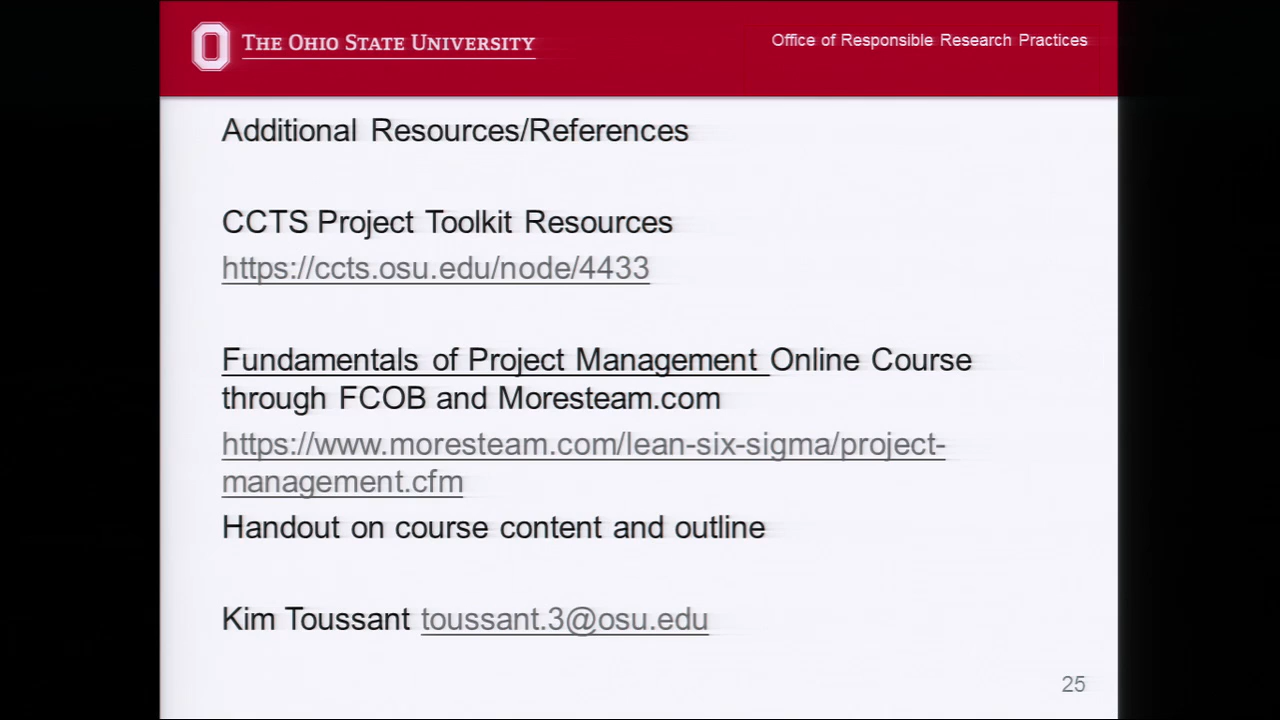 THE OHIO STATE UNIVERSITY
Office of Responsible Research Practices
Additional Resources/References
CCTS Project Toolkit Resources
https://ccts.osu.edu/node/4433
Fundamentals of Project Management Online Course
through FCOB and Moresteam.com
https://www.moresteam.com/lean-six-sigma/project-
management.cfm
Handout on course content and outline
Kim Toussant toussant.3@osu.edu
25